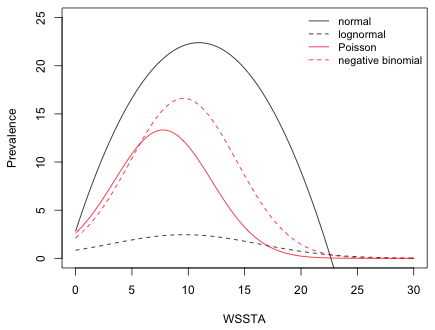 normal
lognormal
Poisson
negative binomial
Prevalence
25
20
15
10
5
0
0 5 10 15 20 25 30
WSSTA